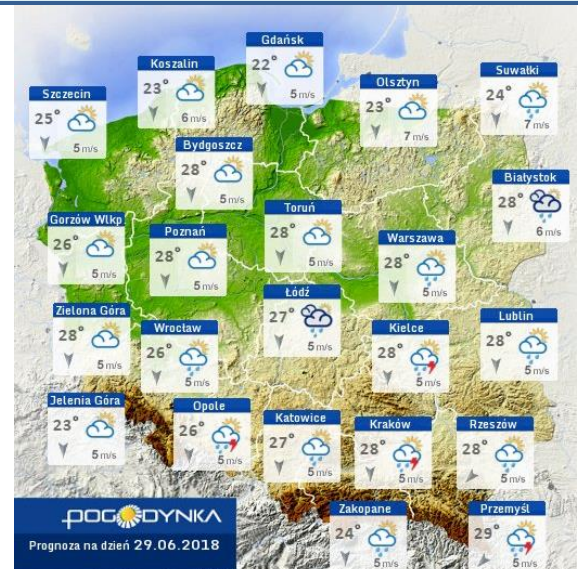 Gdańsk
22°
5 m/s
Koszalin
23°
6 m/s
Suwałki
24°
7 m/s
Olsztyn
23°
7 m/s
Szczecin
25°
5 m/s
Bydgoszcz
28°
5 m/s
Białystok
28°
6 m/s
Toruń
28°
5 m/s
Gorzów Wlkp
26°
5 m/s
Poznań
28°
5 m/s
Warszawa
28°
5 m/s
Łódź
27°
5 m/s
Zielona Góra
28°
5 m/s
Wrocław
26°
5 m/s
Kielce
28°
5 m/s
Lublin
28°
5 m/s
Jelenia Góra
23°
5 m/s
Opole
26°
5 m/s
Katowice
27°
5 m/s
Kraków
28°
5 m/s
Rzeszów
28°
5 m/s
Zakopane
24°
5 m/s
Przemyśl
29°
5 m/s
POGODYNKA
Prognoza na dzień 29.06.2018